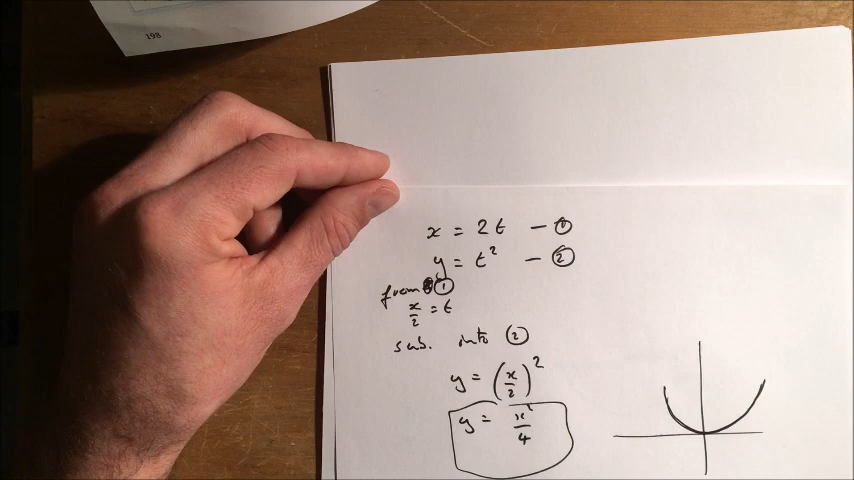 198
x = 2t — ①
y = t² — ②
from ①
x/2 = t
sub. into ②
y = (x/2)²
y = x²/4